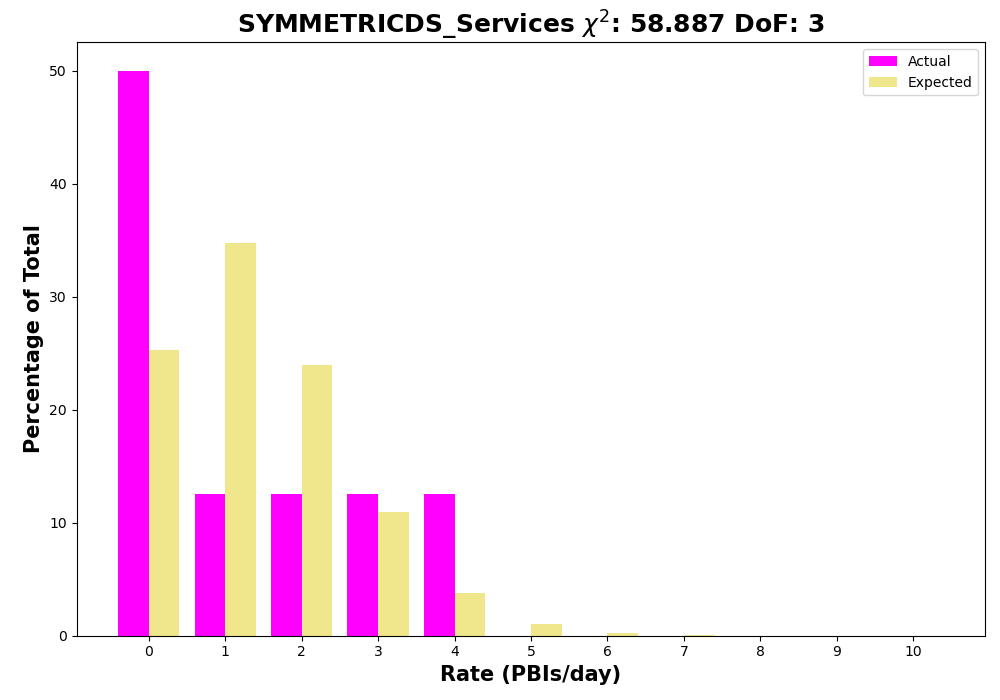 SYMMETRICDS_Services χ²: 58.887 DoF: 3
Actual
Expected
Percentage of Total
50
40
30
20
10
0
0 1 2 3 4 5 6 7 8 9 10
Rate (PBIs/day)